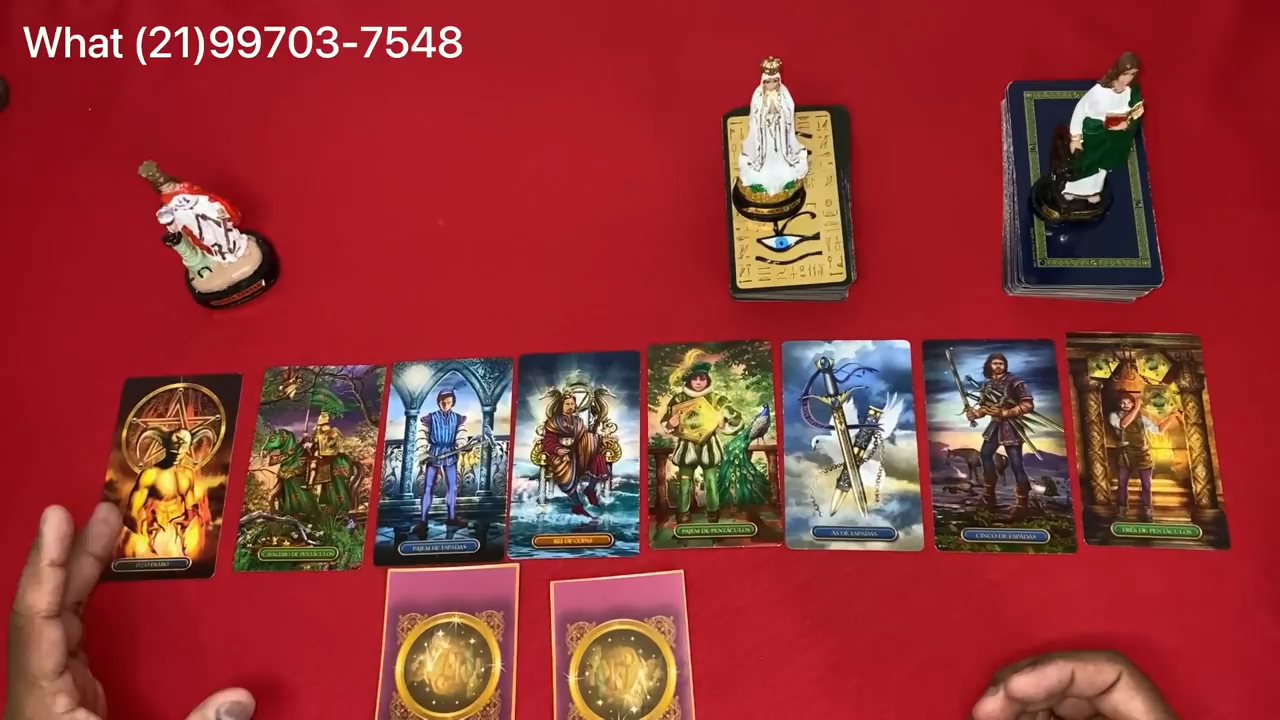 What (21)99703-7548
CAVALEIRO DE PENTÁCULOS
PAJEM DE ESPADAS
REI DE COPAS
PAJEM DE PENTÁCULOS
ÁS DE ESPADAS
CINCO DE ESPADAS
TRÊS DE PENTÁCULOS